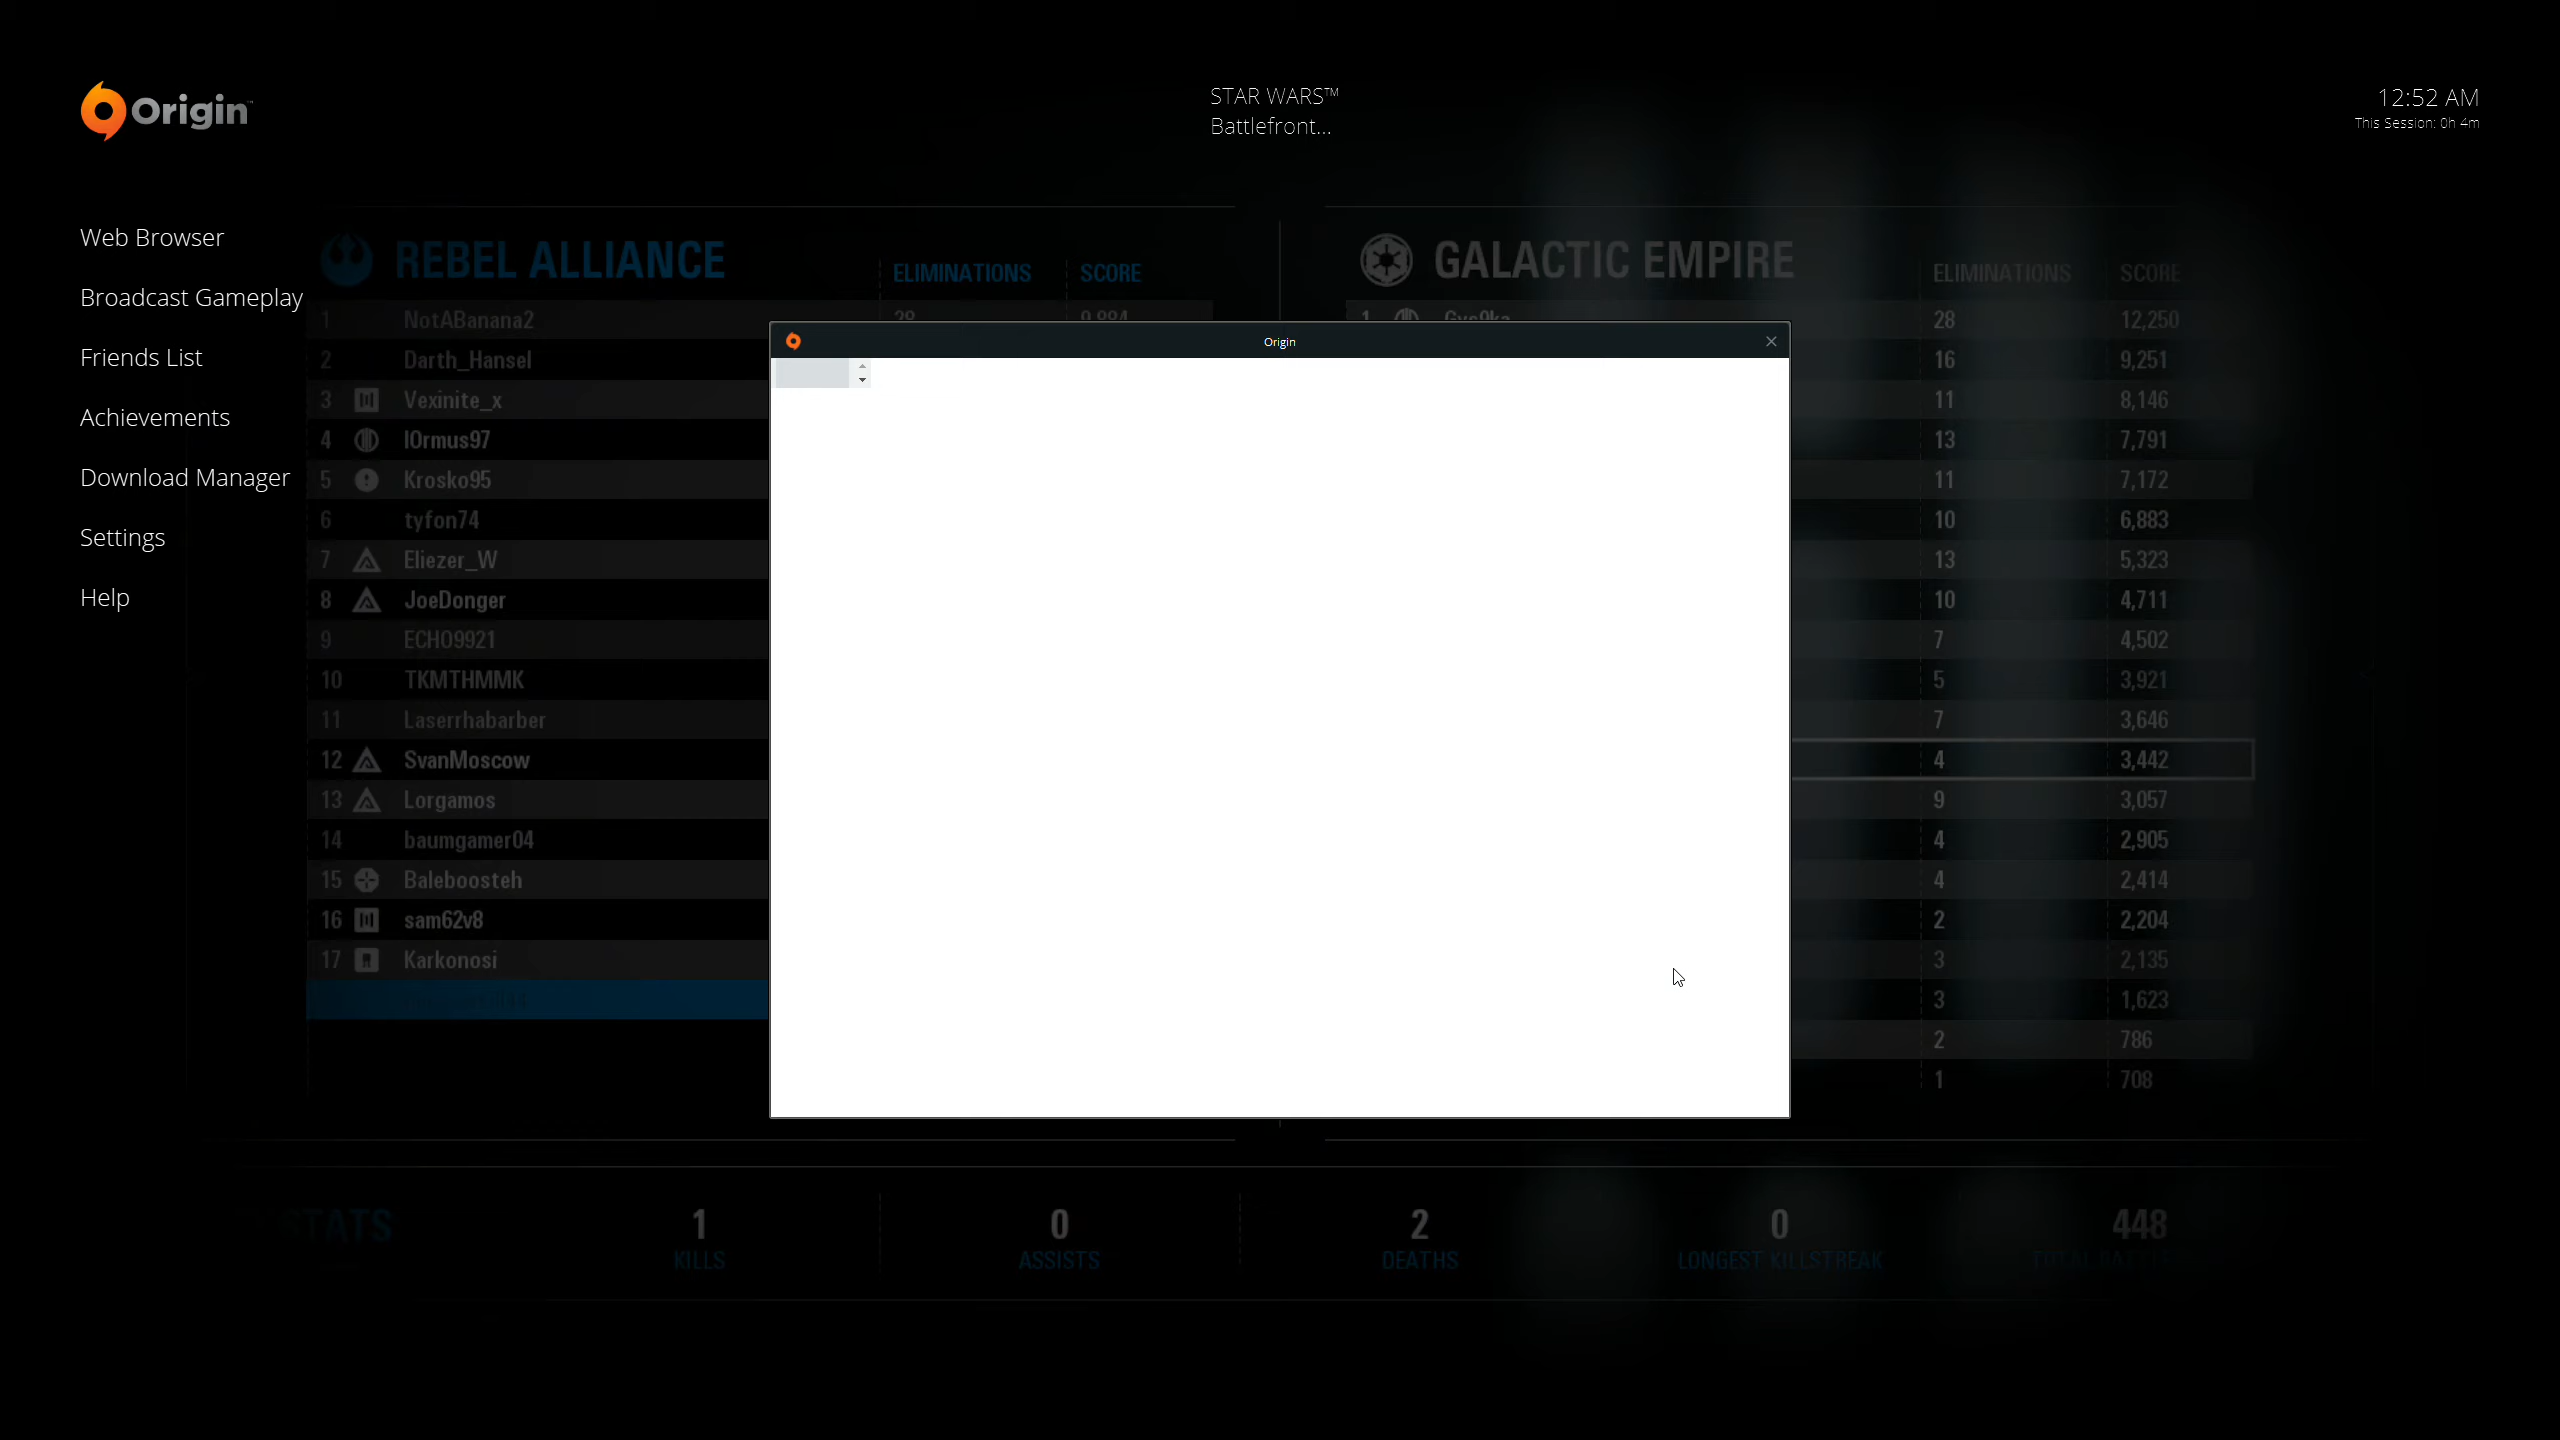 Origin
STAR WARS™
Battlefront...
12:52 AM
This Session: 0h 4m
Web Browser
Broadcast Gameplay
Friends List
Achievements
Download Manager
Settings
Help
REBEL ALLIANCE ELIMINATIONS SCORE
1 NotABanana2 28 9,884
2 Darth_Hansel
3 Vexinite_x
4 IOrmus97
5 Krosko95
6 tyfon74
7 Eliezer_W
8 JoeDonger
9 ECHO9921
10 TKMTHMMK
11 Laserrhabarber
12 SvanMoscow
13 Lorgamos
14 baumgamer04
15 Baleboosteh
16 sam62v8
17 Karkonosi
Origin
GALACTIC EMPIRE ELIMINATIONS SCORE
1 28 12,250
16 9,251
11 8,146
13 7,791
11 7,172
10 6,883
13 5,323
10 4,711
7 4,502
5 3,921
7 3,646
4 3,442
9 3,057
4 2,905
4 2,414
2 2,204
3 2,135
3 1,623
2 786
1 708
STATS
1
KILLS
0
ASSISTS
2
DEATHS
0
LONGEST KILLSTREAK
448